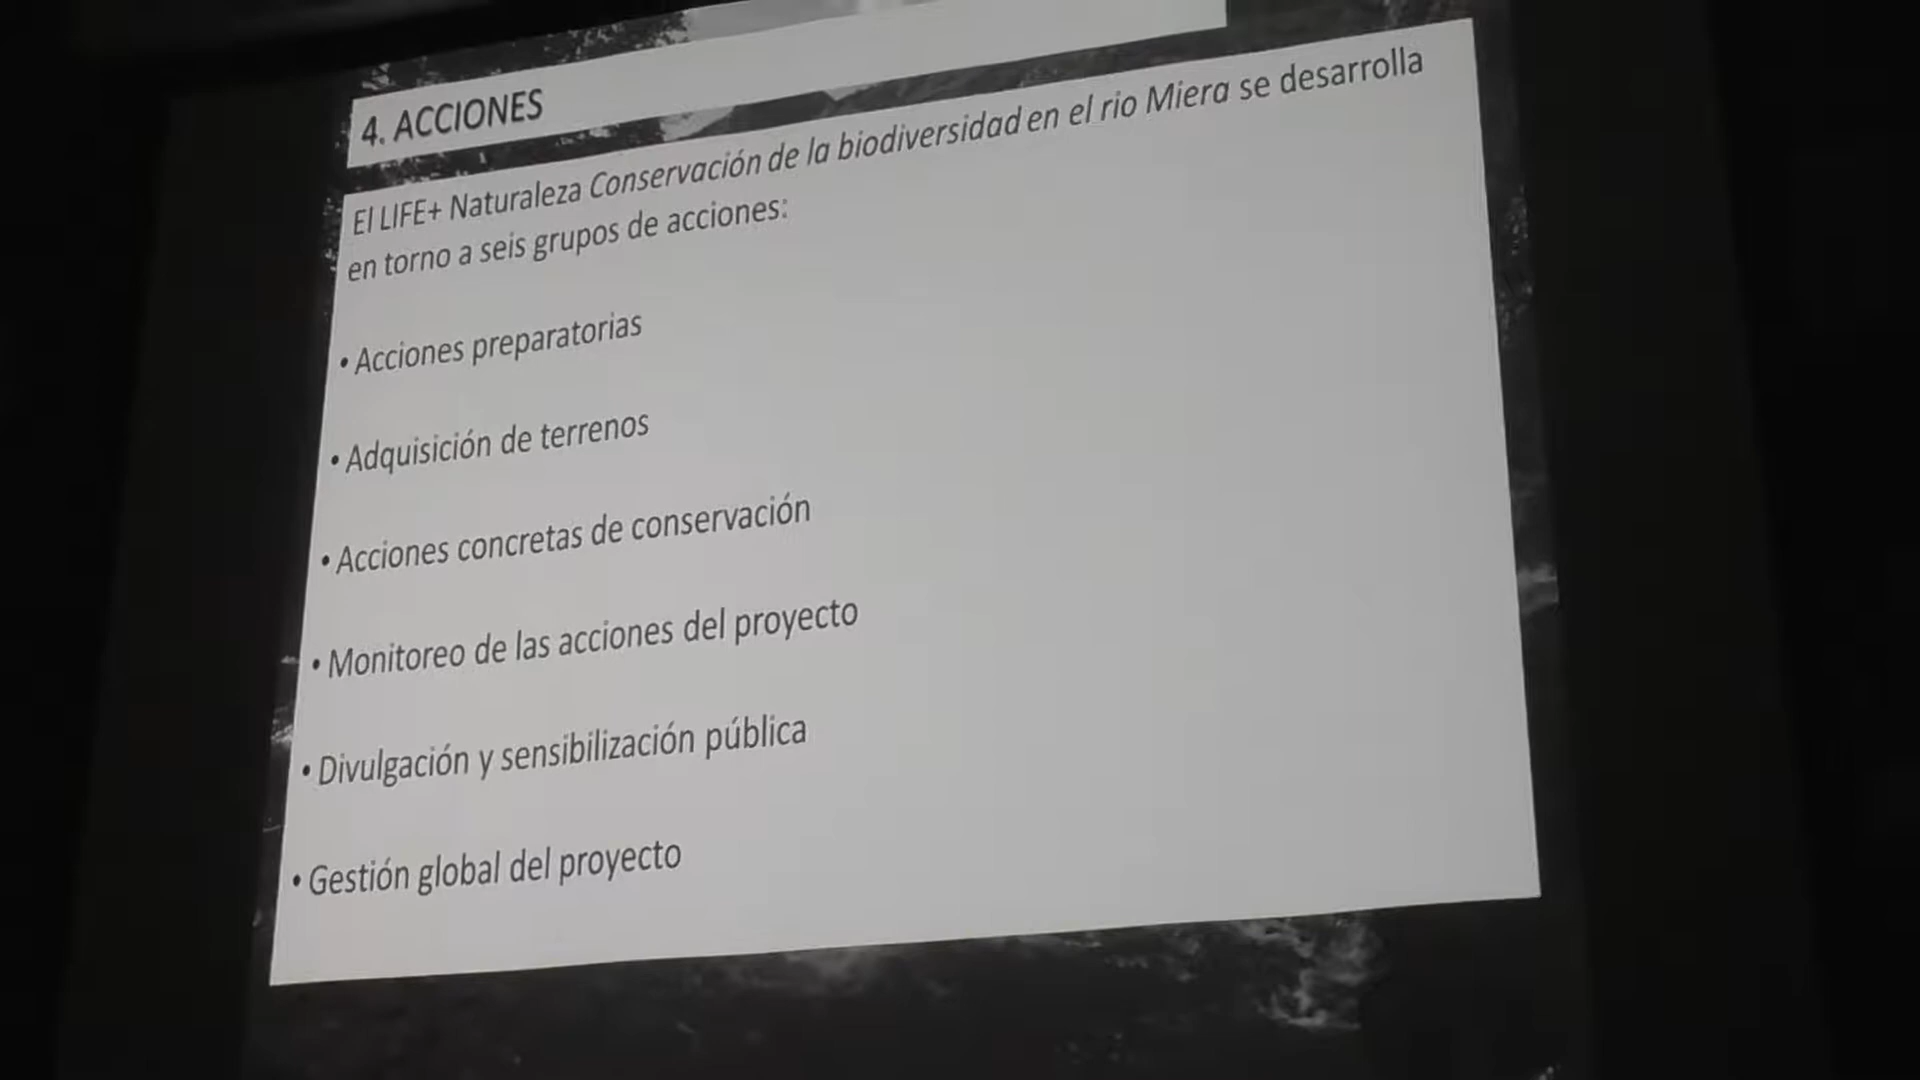 4. ACCIONES
El LIFE+ Naturaleza Conservación de la biodiversidad en el rio Miera se desarrolla
en torno a seis grupos de acciones:
• Acciones preparatorias
• Adquisición de terrenos
• Acciones concretas de conservación
• Monitoreo de las acciones del proyecto
• Divulgación y sensibilización pública
• Gestión global del proyecto